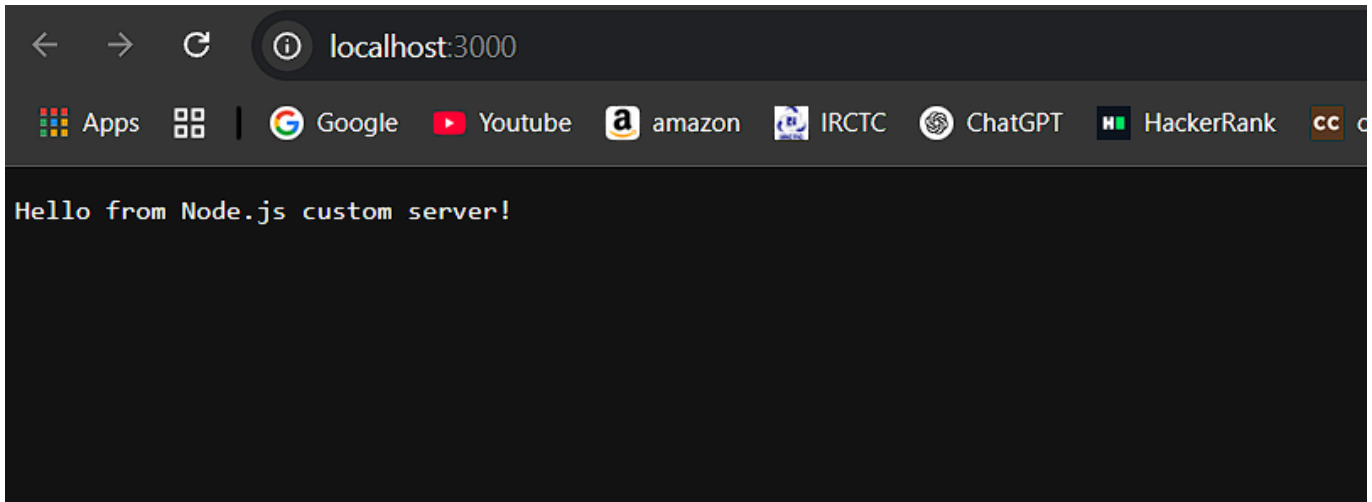 localhost:3000
Apps Google Youtube amazon IRCTC ChatGPT HackerRank
Hello from Node.js custom server!